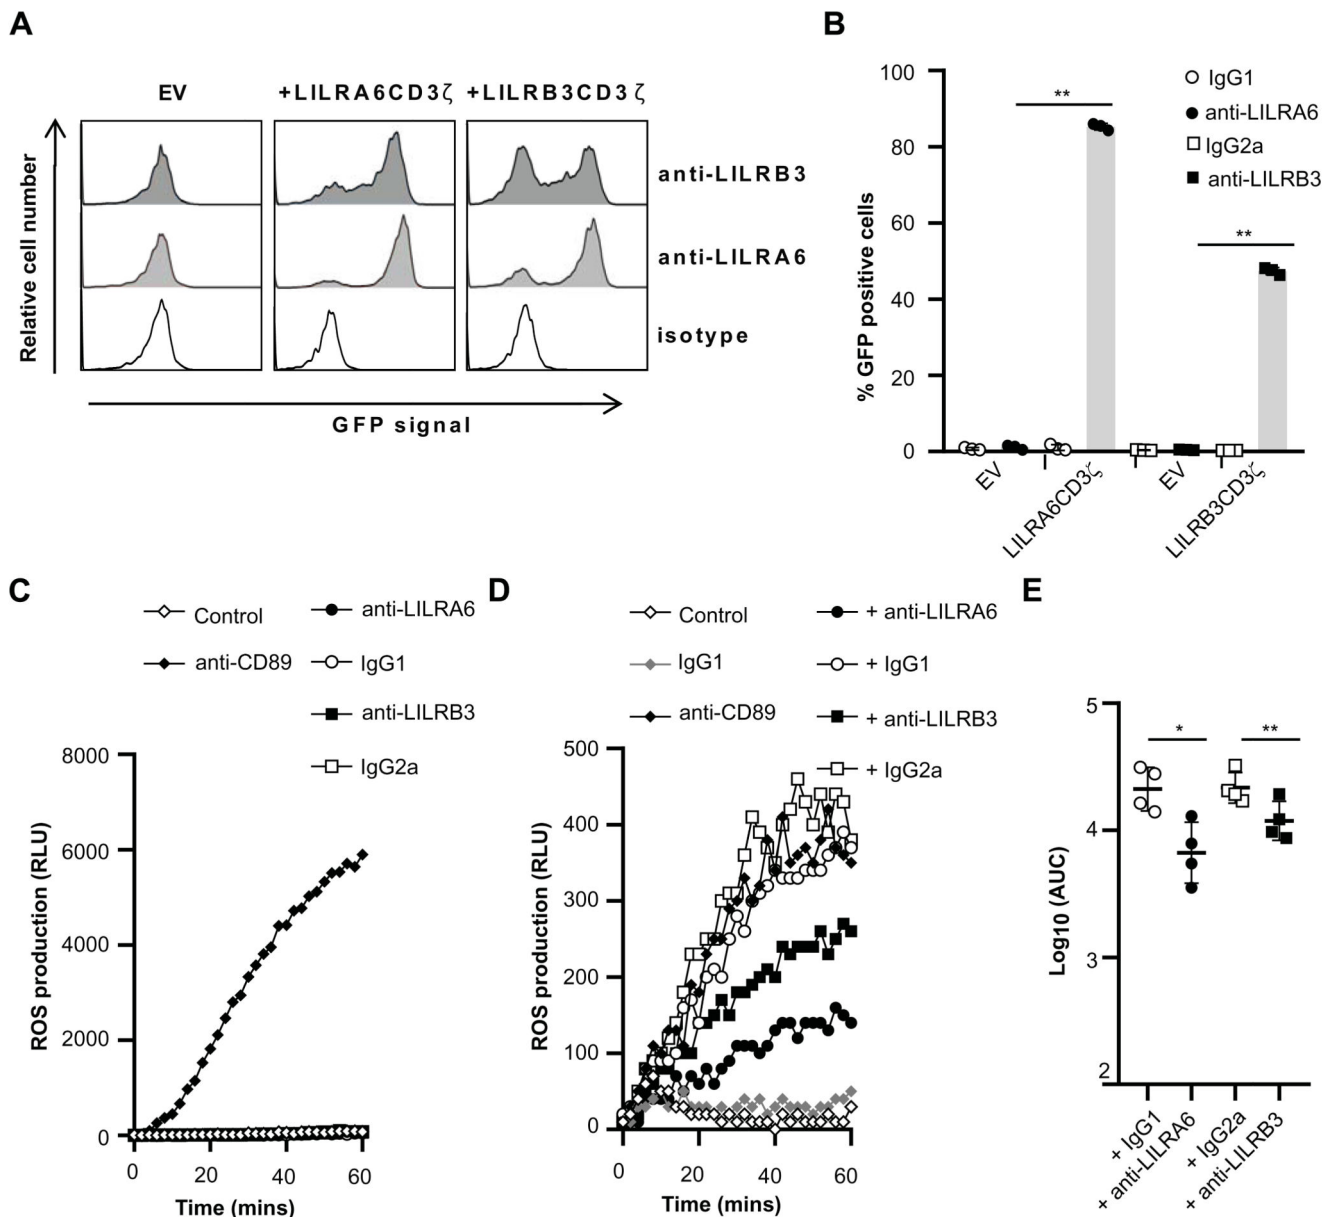 A
EV
+LILRA6CD3ζ
+LILRB3CD3ζ
Relative cell number
anti-LILRB3
anti-LILRA6
isotype
GFP signal
B
IgG1
anti-LILRA6
IgG2a
anti-LILRB3
% GFP positive cells
100
80
60
40
20
0
**
**
EV
LILRA6CD3ζ
EV
LILRB3CD3ζ
C
Control
anti-CD89
anti-LILRA6
IgG1
anti-LILRB3
IgG2a
ROS production (RLU)
8000
6000
4000
2000
0
0 20 40 60
Time (mins)
D
Control
IgG1
anti-CD89
+ anti-LILRA6
+ IgG1
+ anti-LILRB3
+ IgG2a
ROS production (RLU)
500
400
300
200
100
0
0 20 40 60
Time (mins)
E
Log10 (AUC)
5
4
3
2
*
**
+ IgG1
+ anti-LILRA6
+ IgG2a
+ anti-LILRB3